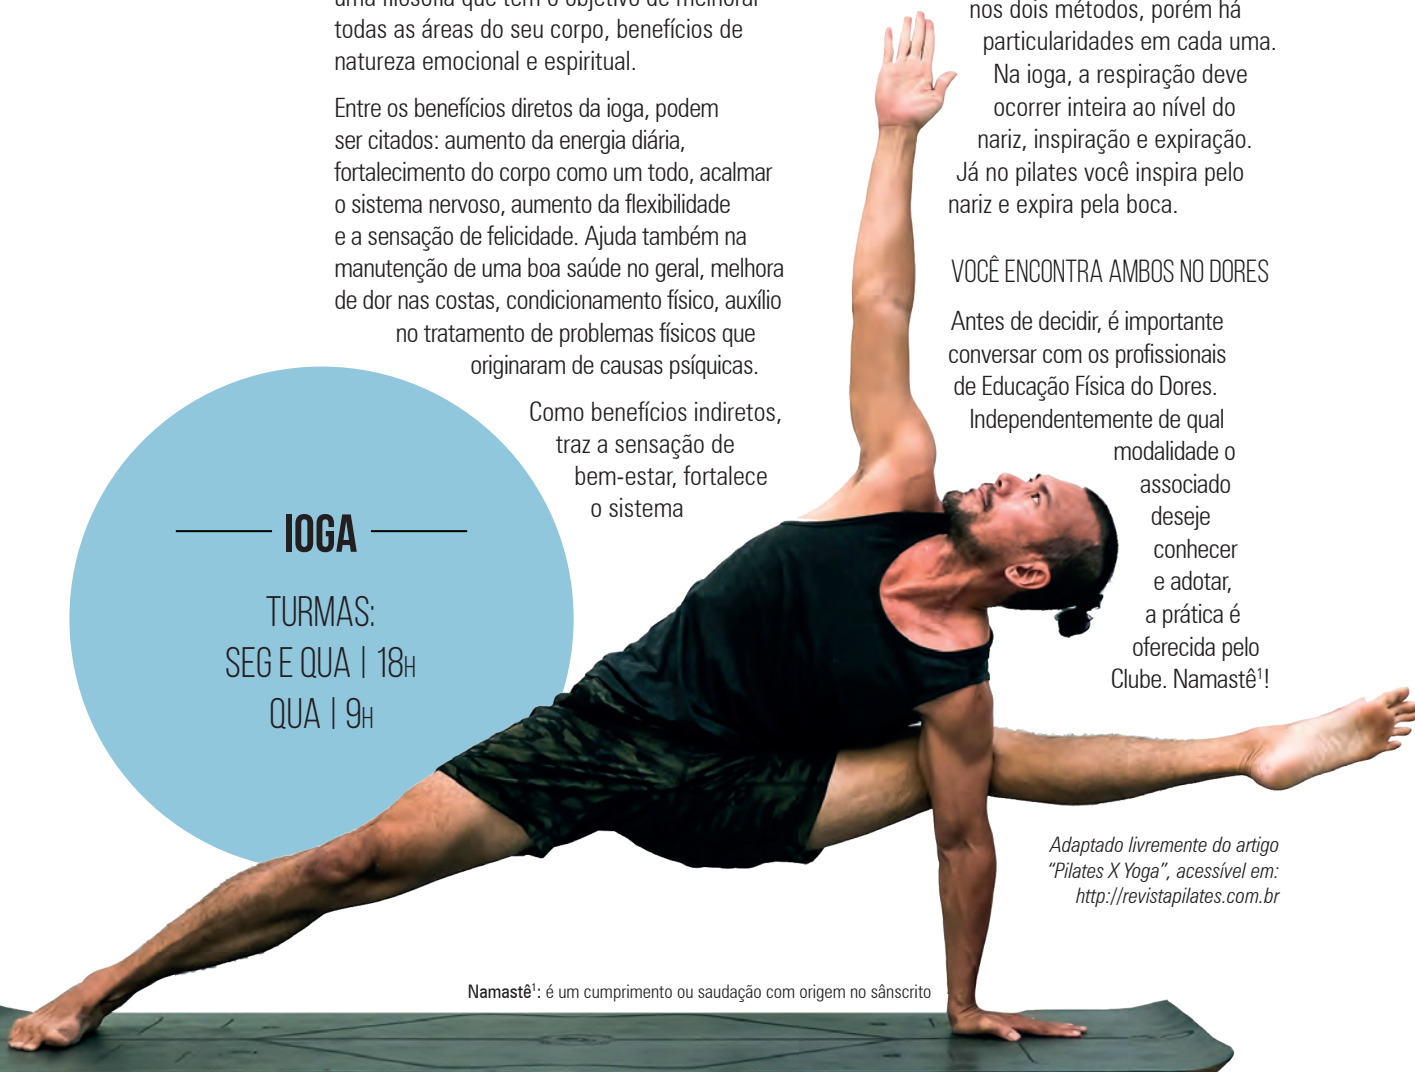 uma filosofia que tem o objetivo de melhorar
todas as áreas do seu corpo, benefícios de
natureza emocional e espiritual.
Entre os benefícios diretos da ioga, podem
ser citados: aumento da energia diária,
fortalecimento do corpo como um todo, acalmar
o sistema nervoso, aumento da flexibilidade
e a sensação de felicidade. Ajuda também na
manutenção de uma boa saúde no geral, melhora
de dor nas costas, condicionamento físico, auxílio
no tratamento de problemas físicos que
originaram de causas psíquicas.
Como benefícios indiretos,
traz a sensação de
bem-estar, fortalece
o sistema
IOGA
TURMAS:
SEG E QUA | 18H
QUA | 9H
nos dois métodos, porém há
particularidades em cada uma.
Na ioga, a respiração deve
ocorrer inteira ao nível do
nariz, inspiração e expiração.
Já no pilates você inspira pelo
nariz e expira pela boca.
VOCÊ ENCONTRA AMBOS NO DORES
Antes de decidir, é importante
conversar com os profissionais
de Educação Física do Dores.
Independentemente de qual
modalidade o
associado
deseje
conhecer
e adotar,
a prática é
oferecida pelo
Clube. Namastê¹!
Adaptado livremente do artigo
“Pilates X Yoga”, acessível em:
http://revistapilates.com.br
Namastê¹: é um cumprimento ou saudação com origem no sânscrito